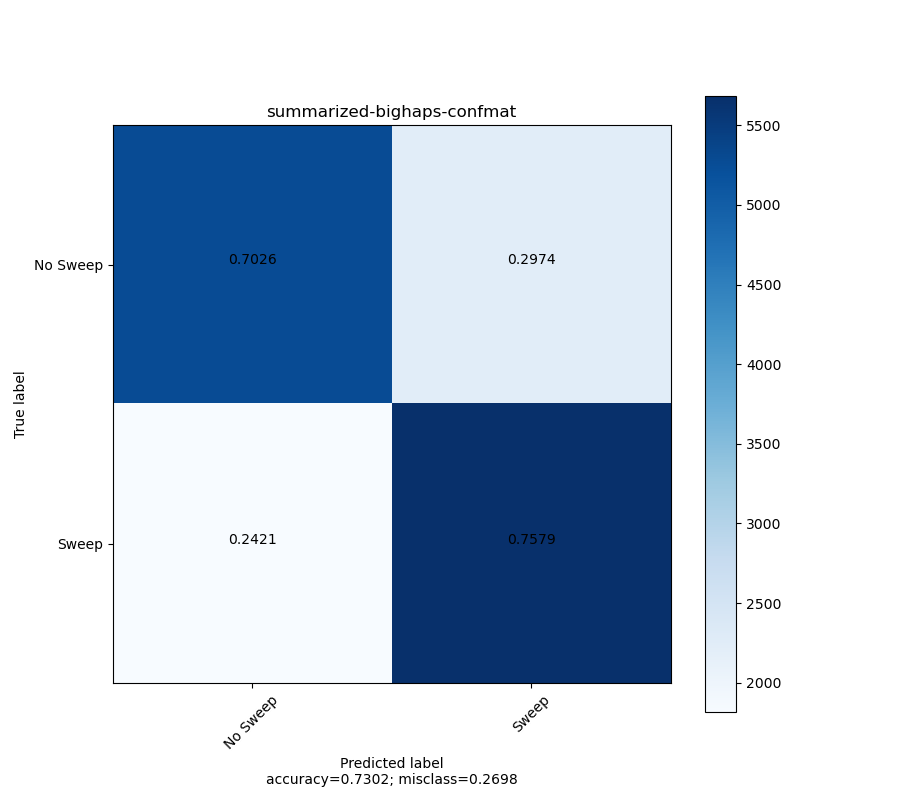 summarized-bighaps-confmat
No Sweep
0.7026
0.2974
Sweep
0.2421
0.7579
True label
No Sweep
Sweep
Predicted label
accuracy=0.7302; misclass=0.2698
5500
5000
4500
4000
3500
3000
2500
2000